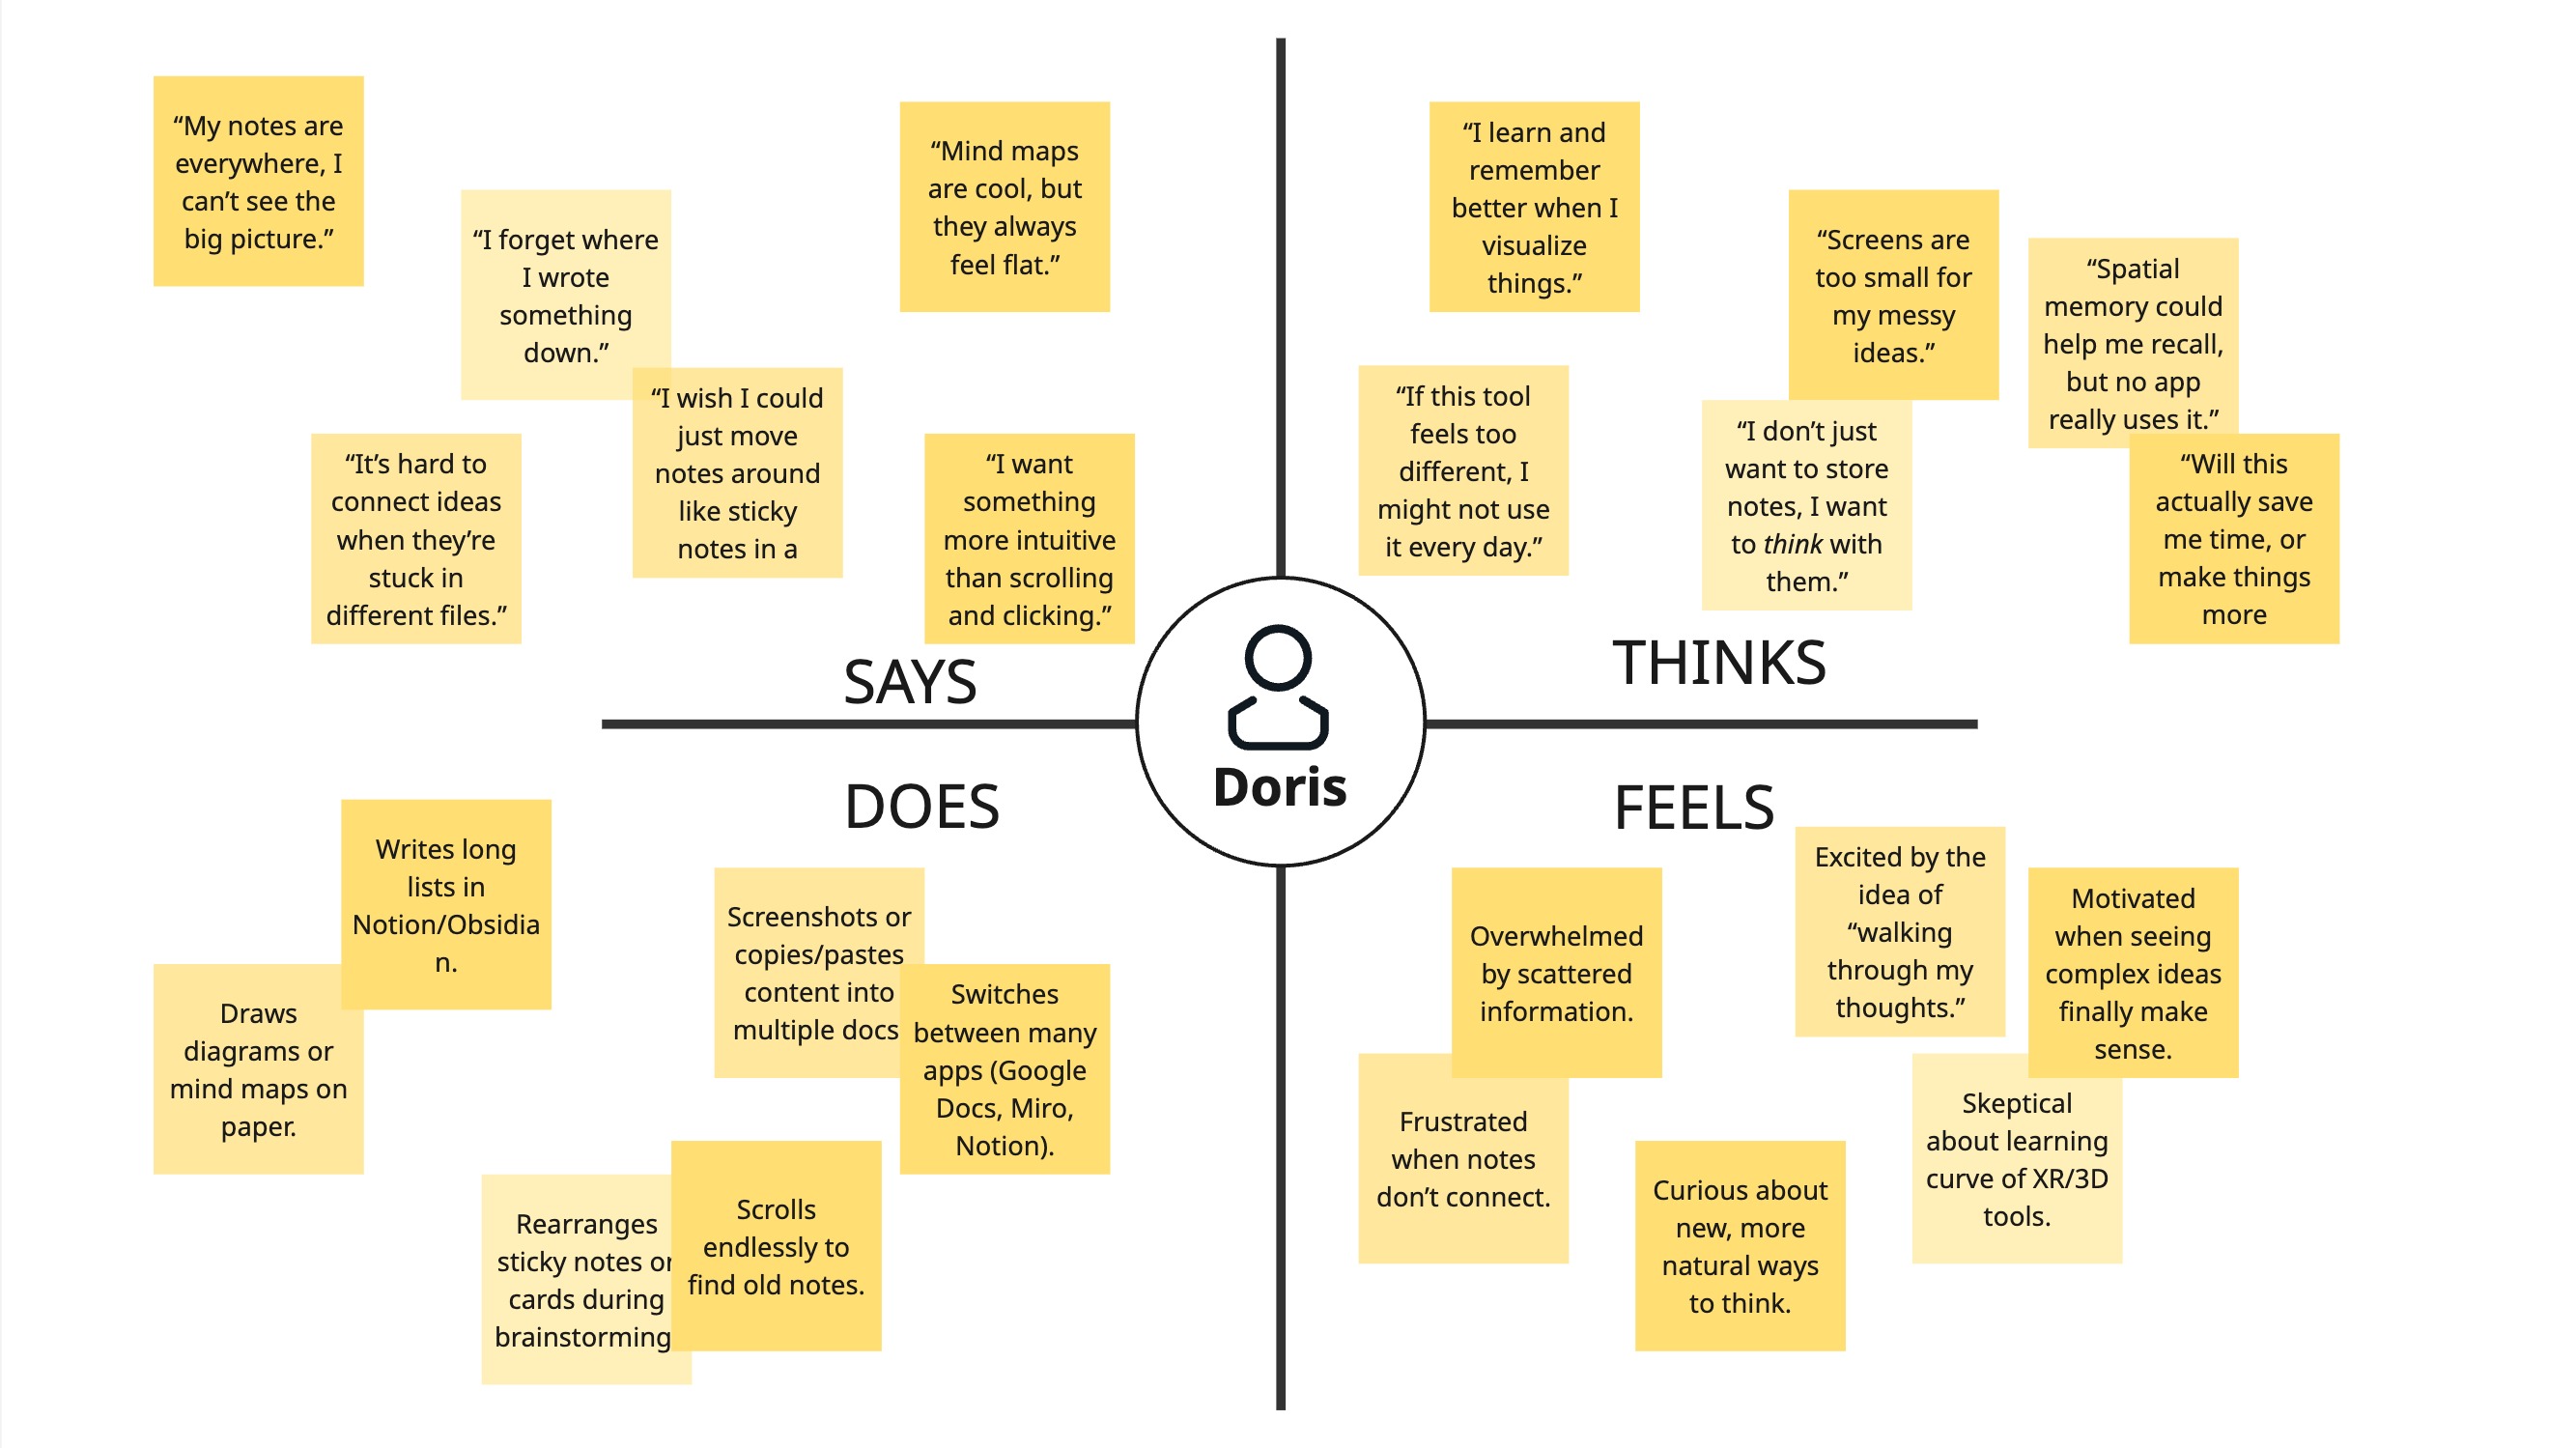 “My notes are
everywhere, I
can’t see the
big picture.”
“I forget where
I wrote
something
down.”
“Mind maps
are cool, but
they always
feel flat.”
“It’s hard to
connect ideas
when they’re
stuck in
different files.”
“I wish I could
just move
notes around
like sticky
notes in a
“I want
something
more intuitive
than scrolling
and clicking.”
SAYS
“I learn and
remember
better when I
visualize
things.”
“Screens are
too small for
my messy
ideas.”
“Spatial
memory could
help me recall,
but no app
really uses it.”
“If this tool
feels too
different, I
might not use
it every day.”
“I don’t just
want to store
notes, I want
to think with
them.”
“Will this
actually save
me time, or
make things
more
THINKS
Doris
DOES
Writes long
lists in
Notion/Obsidia
n.
Draws
diagrams or
mind maps on
paper.
Screenshots or
copies/pastes
content into
multiple docs
Switches
between many
apps (Google
Docs, Miro,
Notion).
Rearranges
sticky notes or
cards during
brainstorming
Scrolls
endlessly to
find old notes.
FEELS
Overwhelmed
by scattered
information.
Excited by the
idea of
“walking
through my
thoughts.”
Motivated
when seeing
complex ideas
finally make
sense.
Frustrated
when notes
don’t connect.
Curious about
new, more
natural ways
to think.
Skeptical
about learning
curve of XR/3D
tools.